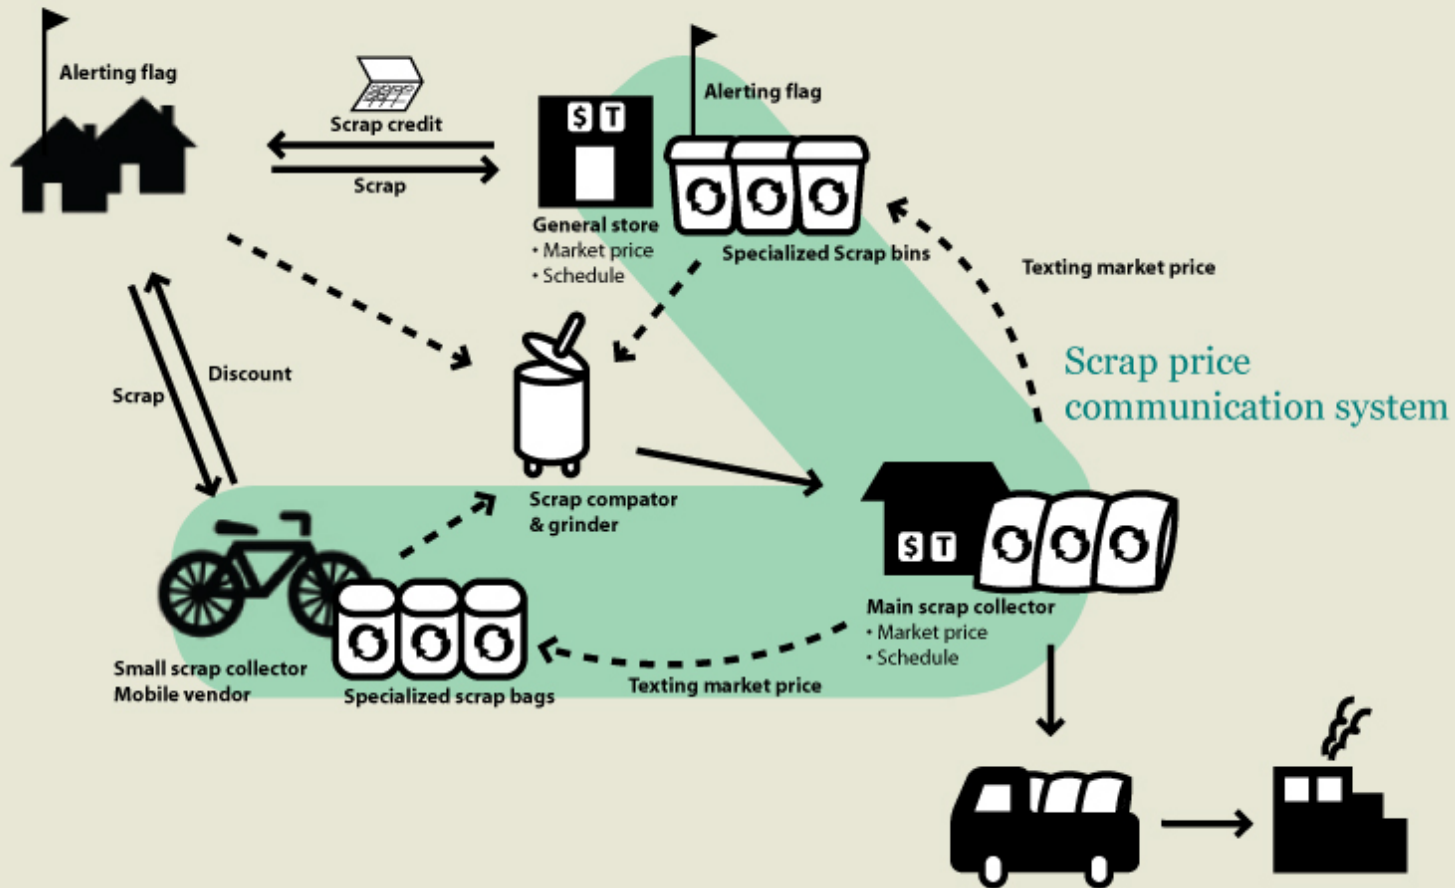 Alerting flag
Scrap credit
Scrap
$ T
Alerting flag
General store
• Market price
• Schedule
Specialized Scrap bins
Texting market price
Scrap price
communication system
Scrap
Discount
Scrap compator
& grinder
$ T
Main scrap collector
• Market price
• Schedule
Small scrap collector
Mobile vendor
Specialized scrap bags
Texting market price